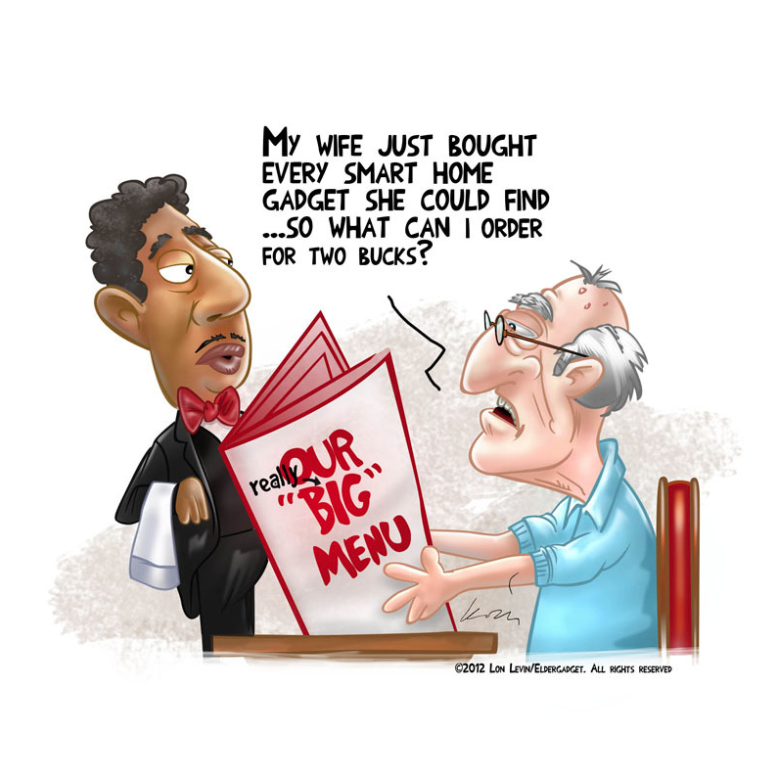 My wife just bought
every smart home
gadget she could find
...so what can I order
for two bucks?
OUR
really
"BIG"
MENU
©2012 Lon Levin/Eldergadget. All rights reserved